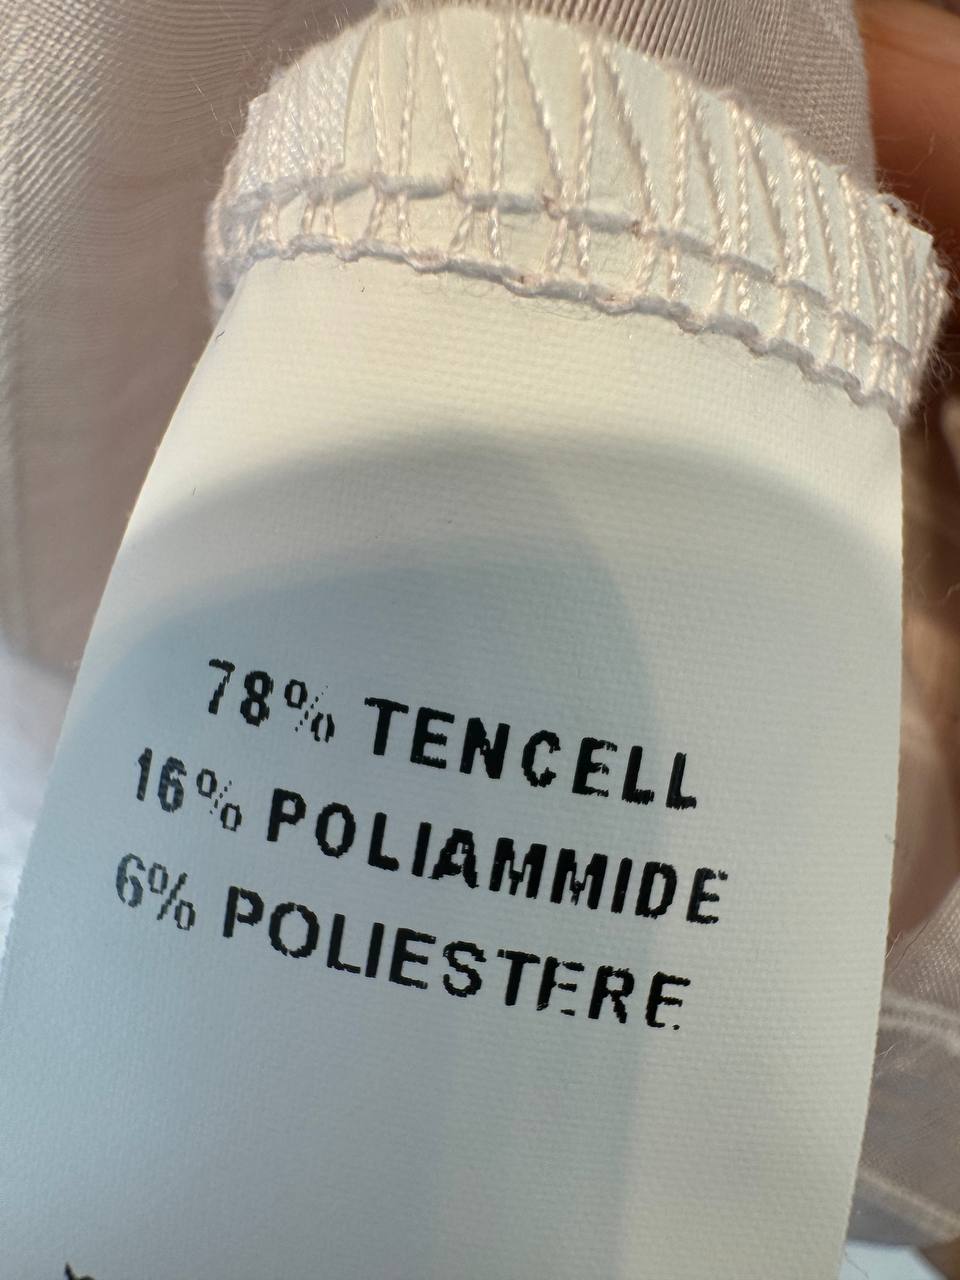 78% TENCELL
16% POLIAMMIDE
6% POLIESTERE